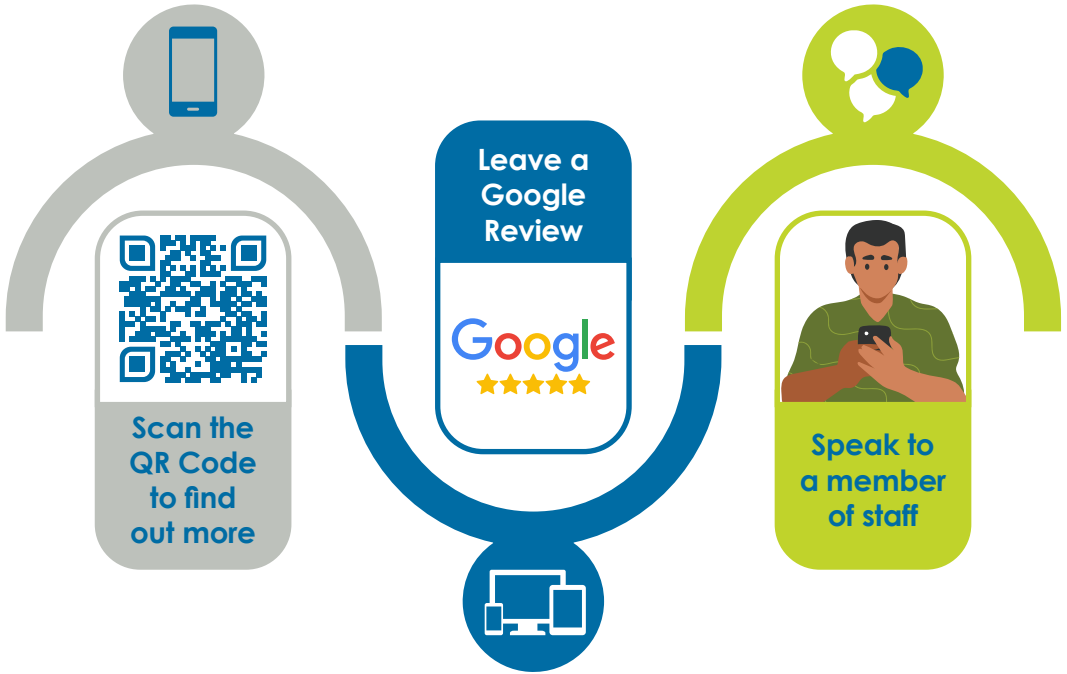 Scan the
QR Code
to find
out more
Leave a
Google
Review
Google
Speak to
a member
of staff